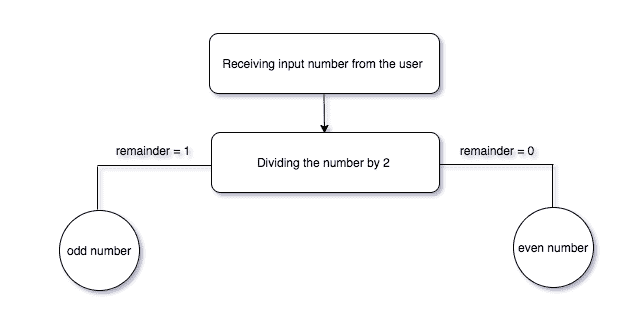 Receiving input number from the user
remainder = 1
Dividing the number by 2
remainder = 0
odd number
even number